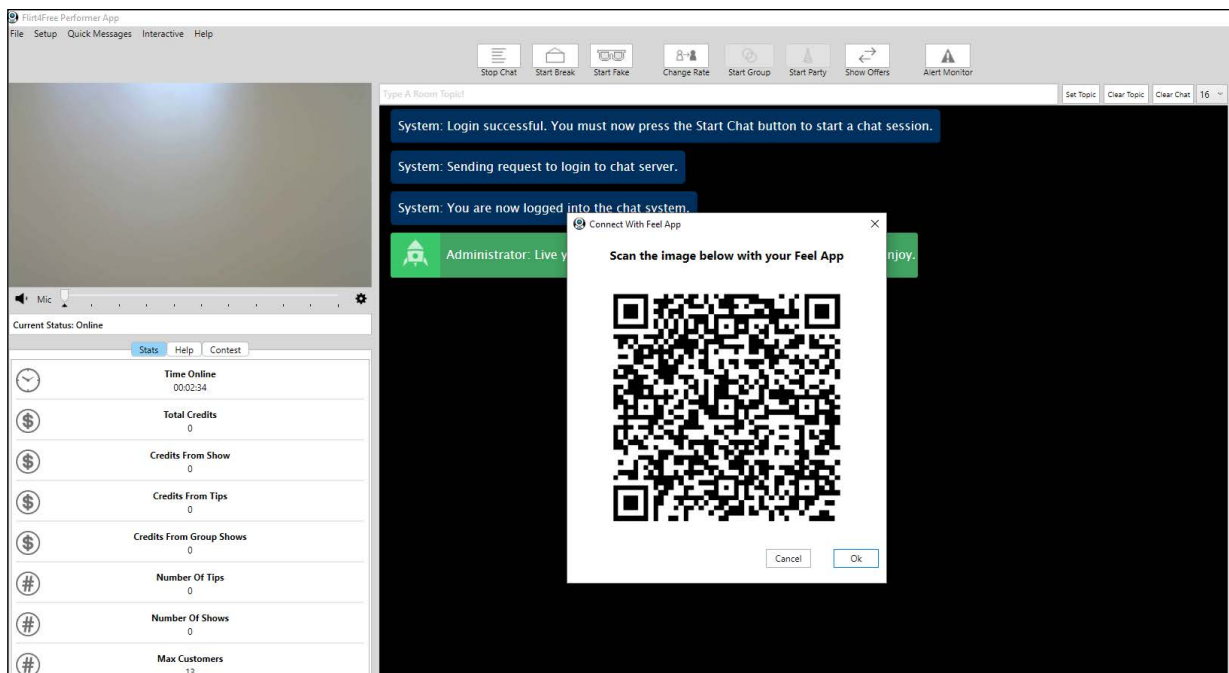 Flirt4Free Performer App
File Setup Quick Messages Interactive Help
Stop Chat Start Break Start Fake Change Rate Start Group Start Party Show Offers Alert Monitor
Type A Room Topic! Set Topic Clear Topic Clear Chat 16
System: Login successful. You must now press the Start Chat button to start a chat session.
System: Sending request to login to chat server.
System: You are now logged into the chat system.
Administrator: Live y
njoy.
Connect With Feel App
Scan the image below with your Feel App
Cancel Ok
Mic
Current Status: Online
Stats Help Contest
Time Online
00:02:34
Total Credits
0
Credits From Show
0
Credits From Tips
0
Credits From Group Shows
0
Number Of Tips
0
Number Of Shows
0
Max Customers
13